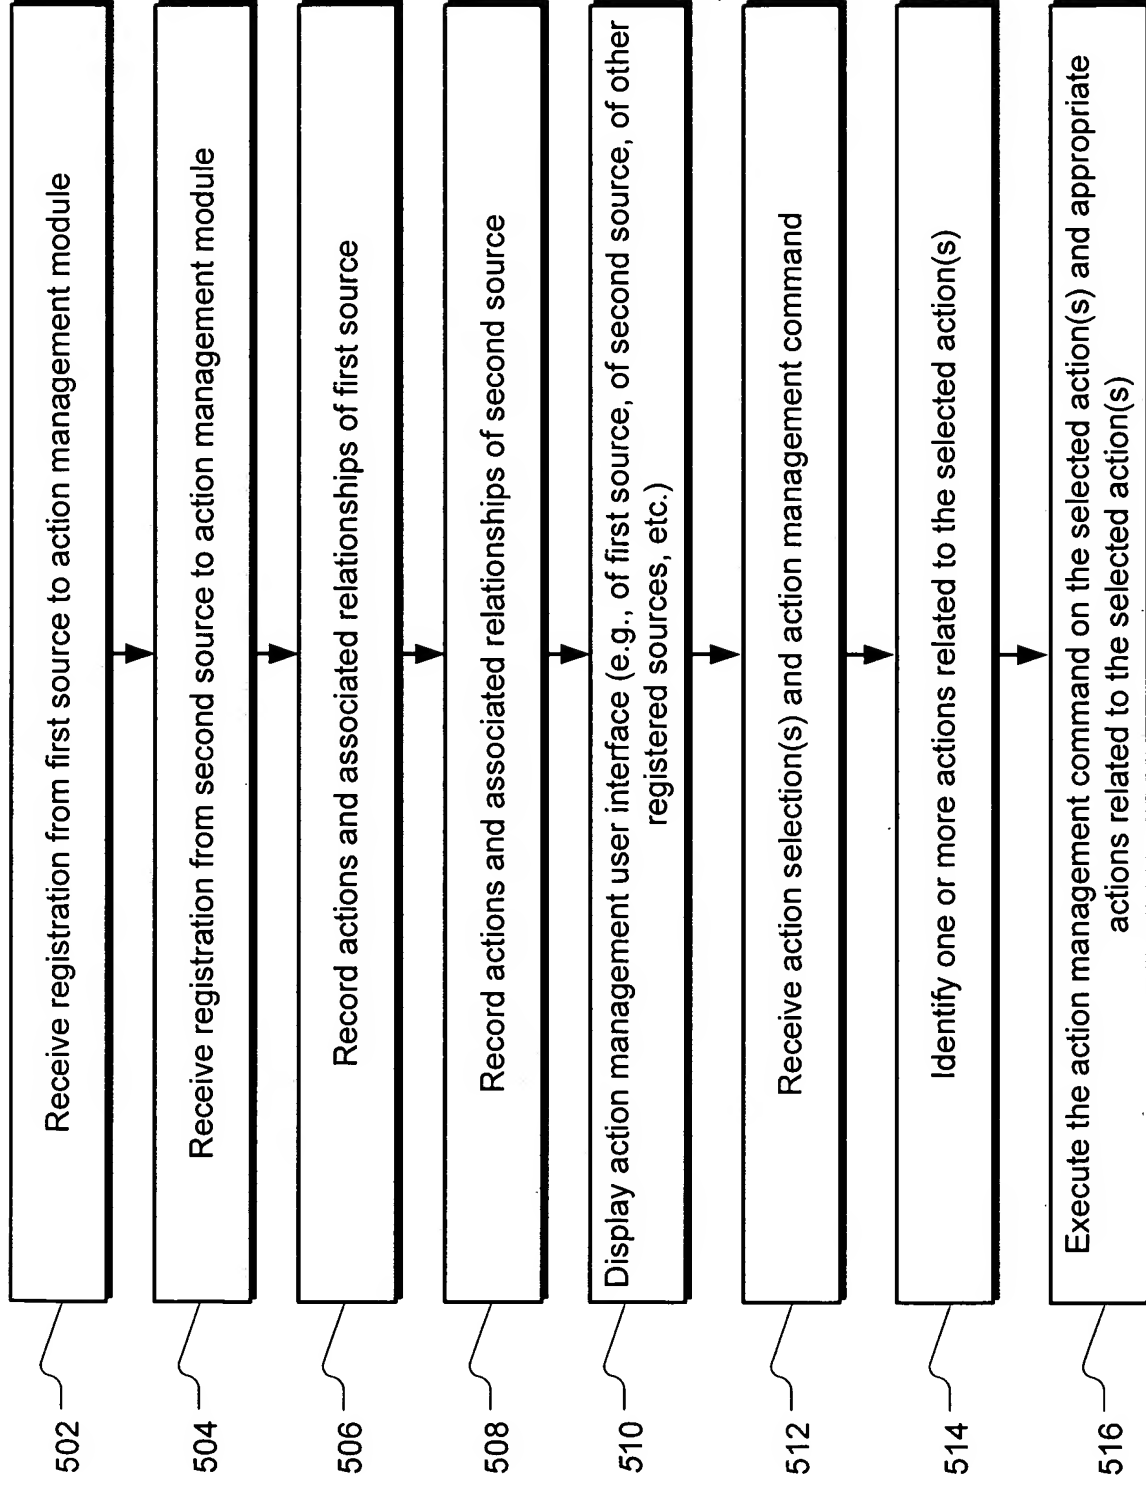 502
Receive registration from first source to action management module
504
Receive registration from second source to action management module
506
Record actions and associated relationships of first source
508
Record actions and associated relationships of second source
510
Display action management user interface (e.g., of first source, of second source, of other
registered sources, etc.)
512
Receive action selection(s) and action management command
514
Identify one or more actions related to the selected action(s)
516
Execute the action management command on the selected action(s) and appropriate
actions related to the selected action(s)